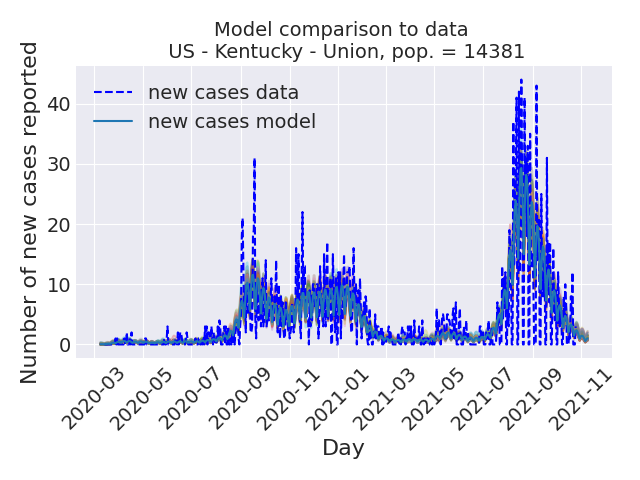 Model comparison to data
US - Kentucky - Union, pop. = 14381
Number of new cases reported
new cases data
new cases model
40
30
20
10
0
2020-03
2020-05
2020-07
2020-09
2020-11
2021-01
2021-03
2021-05
2021-07
2021-09
2021-11
Day